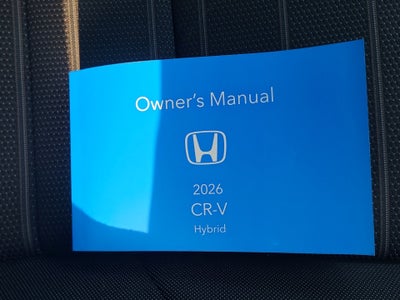 Owner's Manual
2026
CR-V
Hybrid